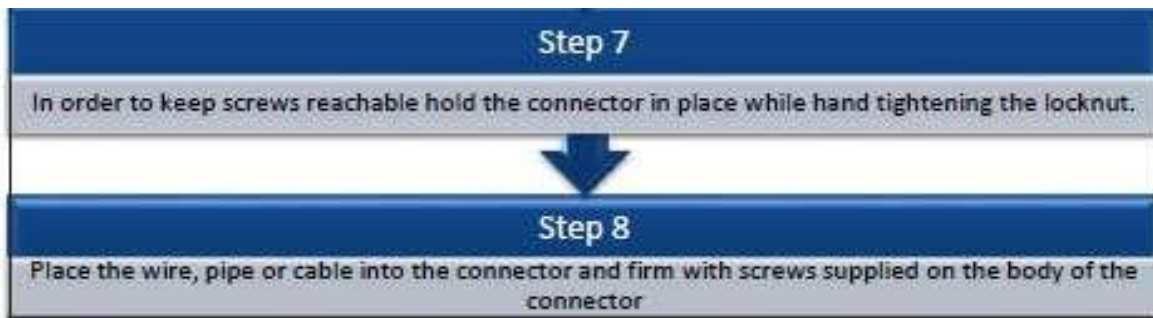 Step 7
In order to keep screws reachable hold the connector in place while hand tightening the locknut.
Step 8
Place the wire, pipe or cable into the connector and firm with screws supplied on the body of the
connector